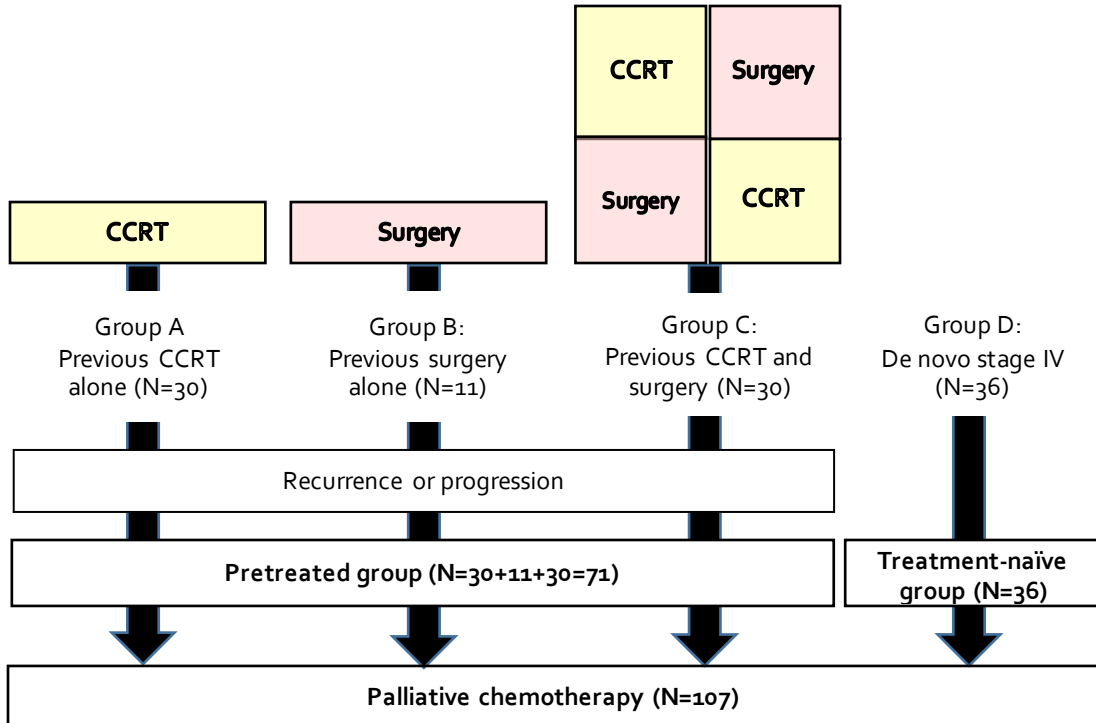 CCRT
Surgery
Surgery
CCRT
CCRT
Surgery
Group A
Previous CCRT
alone (N=30)
Group B:
Previous surgery
alone (N=11)
Group C:
Previous CCRT and
surgery (N=30)
Group D:
De novo stage IV
(N=36)
Recurrence or progression
Pretreated group (N=30+11+30=71)
Treatment-naïve
group (N=36)
Palliative chemotherapy (N=107)